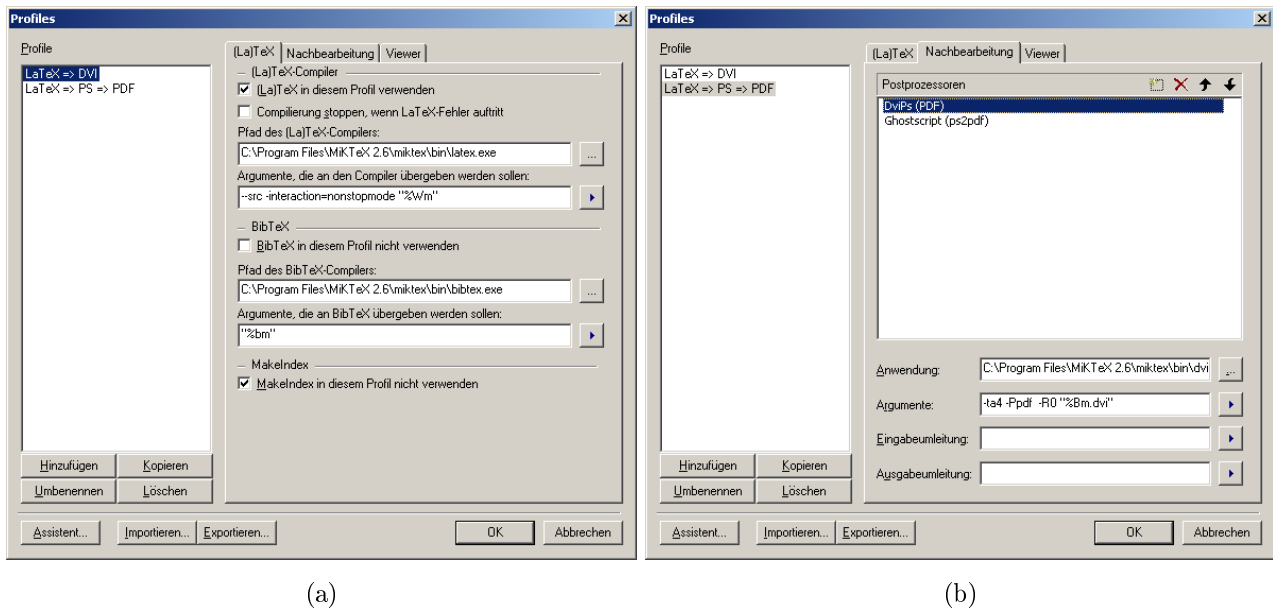 Profiles
Profile
LaTeX => DVI
LaTeX => PS => PDF
Hinzufügen Kopieren
Umbenennen Löschen
(La)TeX Nachbearbeitung Viewer
(La)TeX-Compiler
(La)TeX in diesem Profil verwenden
Compilierung stoppen, wenn LaTeX-Fehler auftritt
Pfad des (La)TeX-Compilers:
C:\Program Files\MiKTeX 2.6\miktex\bin\latex.exe ...
Argumente, die an den Compiler übergeben werden sollen:
--src -interaction=nonstopmode "%Wm"
BibTeX
BibTeX in diesem Profil nicht verwenden
Pfad des BibTeX-Compilers:
C:\Program Files\MiKTeX 2.6\miktex\bin\bibtex.exe ...
Argumente, die an BibTeX übergeben werden sollen:
"%bm"
MakeIndex
MakeIndex in diesem Profil nicht verwenden
Assistent... Importieren... Exportieren... OK Abbrechen
(a)
Profiles
Profile
LaTeX => DVI
LaTeX => PS => PDF
Hinzufügen Kopieren
Umbenennen Löschen
(La)TeX Nachbearbeitung Viewer
Postprozessoren
DviPs (PDF)
Ghostscript (ps2pdf)
Anwendung: C:\Program Files\MiKTeX 2.6\miktex\bin\dvi ...
Argumente: -ta4 -Ppdf -R0 "%Bm.dvi"
Eingabeumleitung:
Ausgabeumleitung:
Assistent... Importieren... Exportieren... OK Abbrechen
(b)